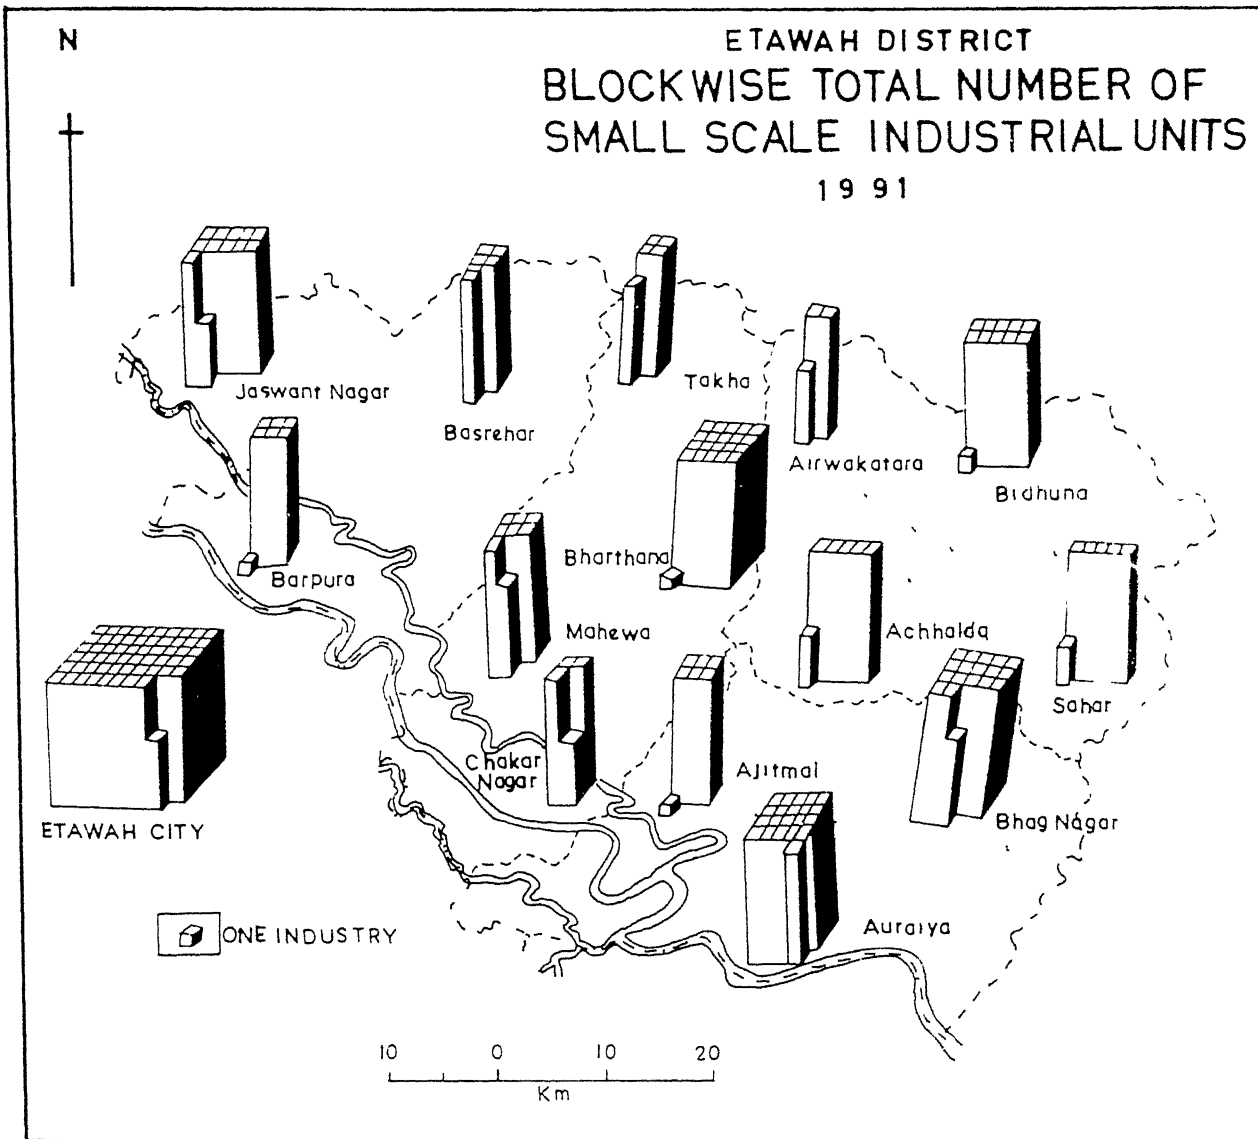 N
ETAWAH DISTRICT
BLOCKWISE TOTAL NUMBER OF
SMALL SCALE INDUSTRIAL UNITS
1991
Jaswant Nagar
Basrehar
Takha
Airwakatara
Bidhuna
Barpura
Bharthana
Mahewa
Achhalda
Sahar
Chakar
Nagar
Ajitmal
Bhag Nagar
ETAWAH CITY
Auraiya
ONE INDUSTRY
10 0 10 20
Km